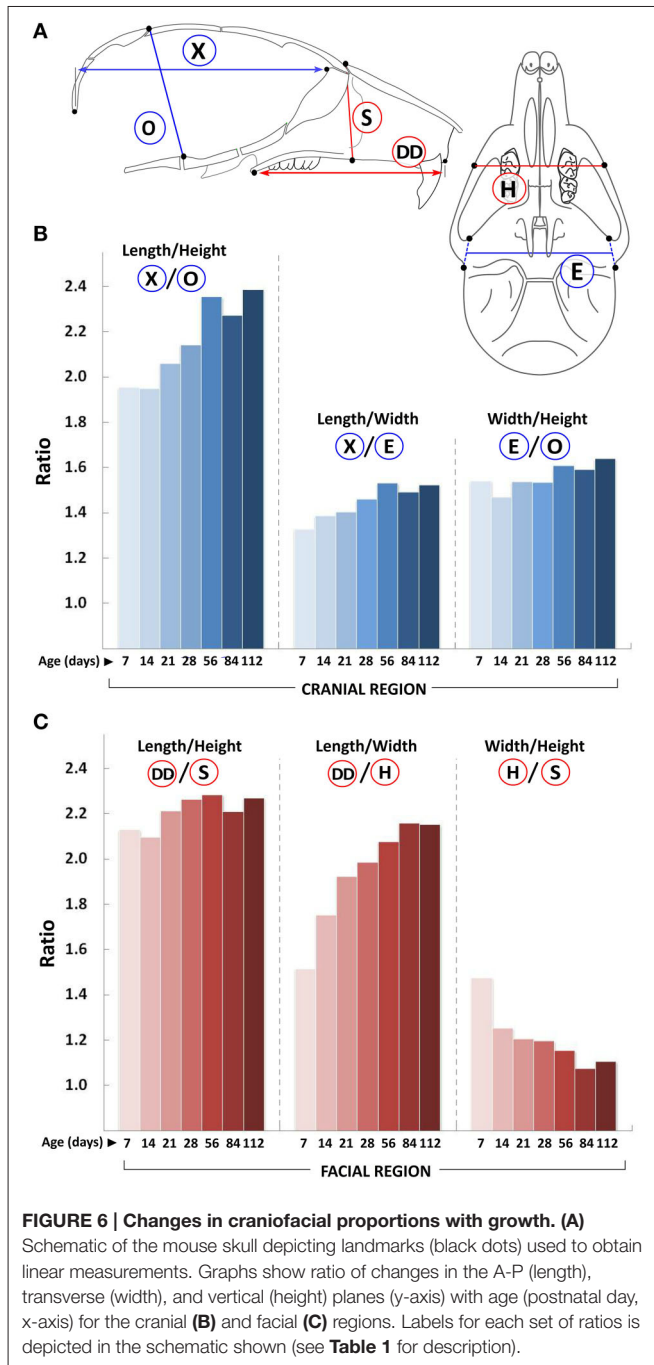 A
X
O
S
DD
H
E
B
Length/Height
X/O
Length/Width
X/E
Width/Height
E/O
Ratio
2.4
2.2
2.0
1.8
1.6
1.4
1.2
1.0
Age (days) ► 7 14 21 28 56 84 112 7 14 21 28 56 84 112 7 14 21 28 56 84 112
CRANIAL REGION
C
Length/Height
DD/S
Length/Width
DD/H
Width/Height
H/S
Ratio
2.4
2.2
2.0
1.8
1.6
1.4
1.2
1.0
Age (days) ► 7 14 21 28 56 84 112 7 14 21 28 56 84 112 7 14 21 28 56 84 112
FACIAL REGION
FIGURE 6 | Changes in craniofacial proportions with growth. (A)
Schematic of the mouse skull depicting landmarks (black dots) used to obtain
linear measurements. Graphs show ratio of changes in the A-P (length),
transverse (width), and vertical (height) planes (y-axis) with age (postnatal day,
x-axis) for the cranial (B) and facial (C) regions. Labels for each set of ratios is
depicted in the schematic shown (see Table 1 for description).